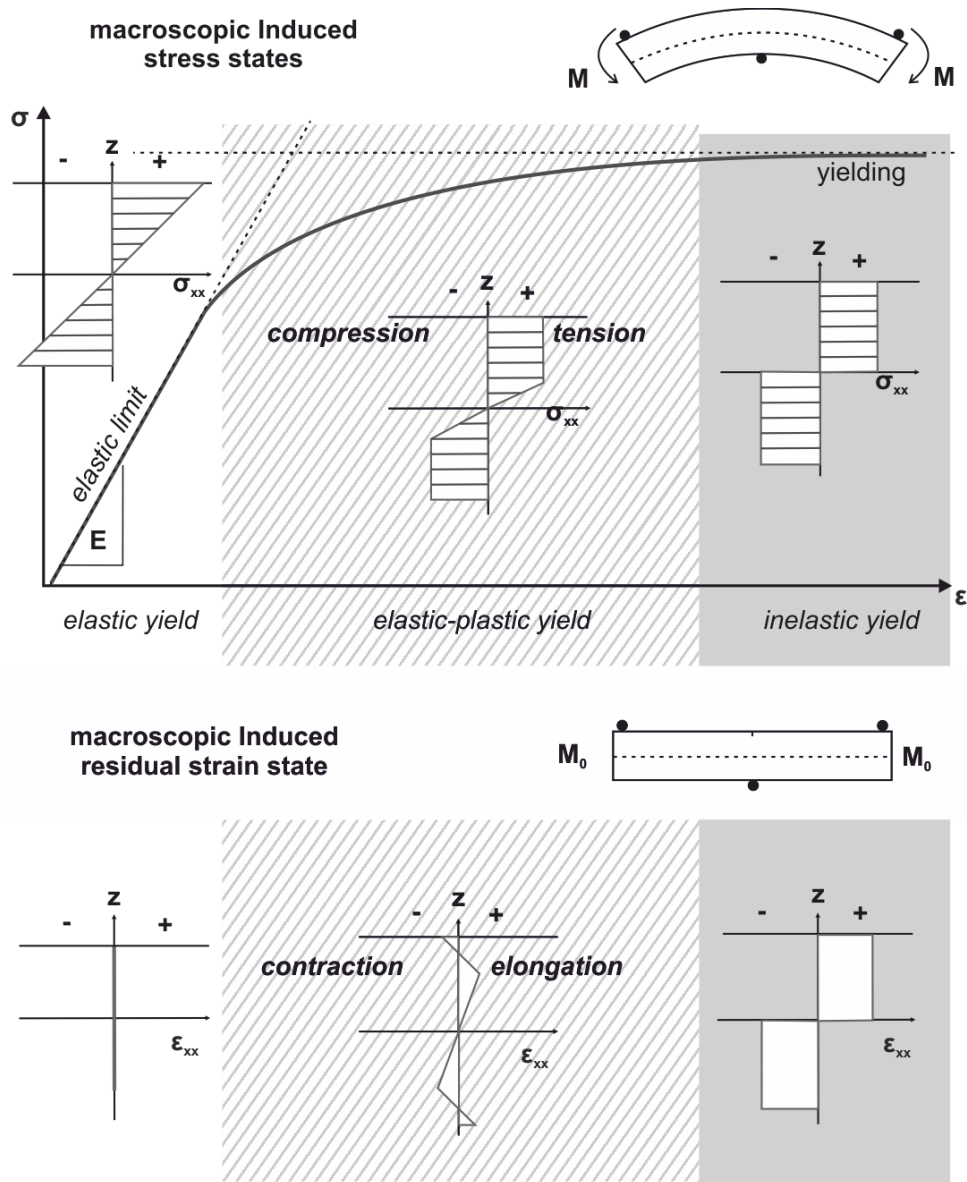 macroscopic Induced
stress states
M
M
σ
-
z
+
yielding
σxx
-
z
+
compression
tension
σxx
-
z
+
σxx
elastic limit
E
ε
elastic yield
elastic-plastic yield
inelastic yield
macroscopic Induced
residual strain state
M0
M0
-
z
+
εxx
-
z
+
contraction
elongation
εxx
-
z
+
εxx